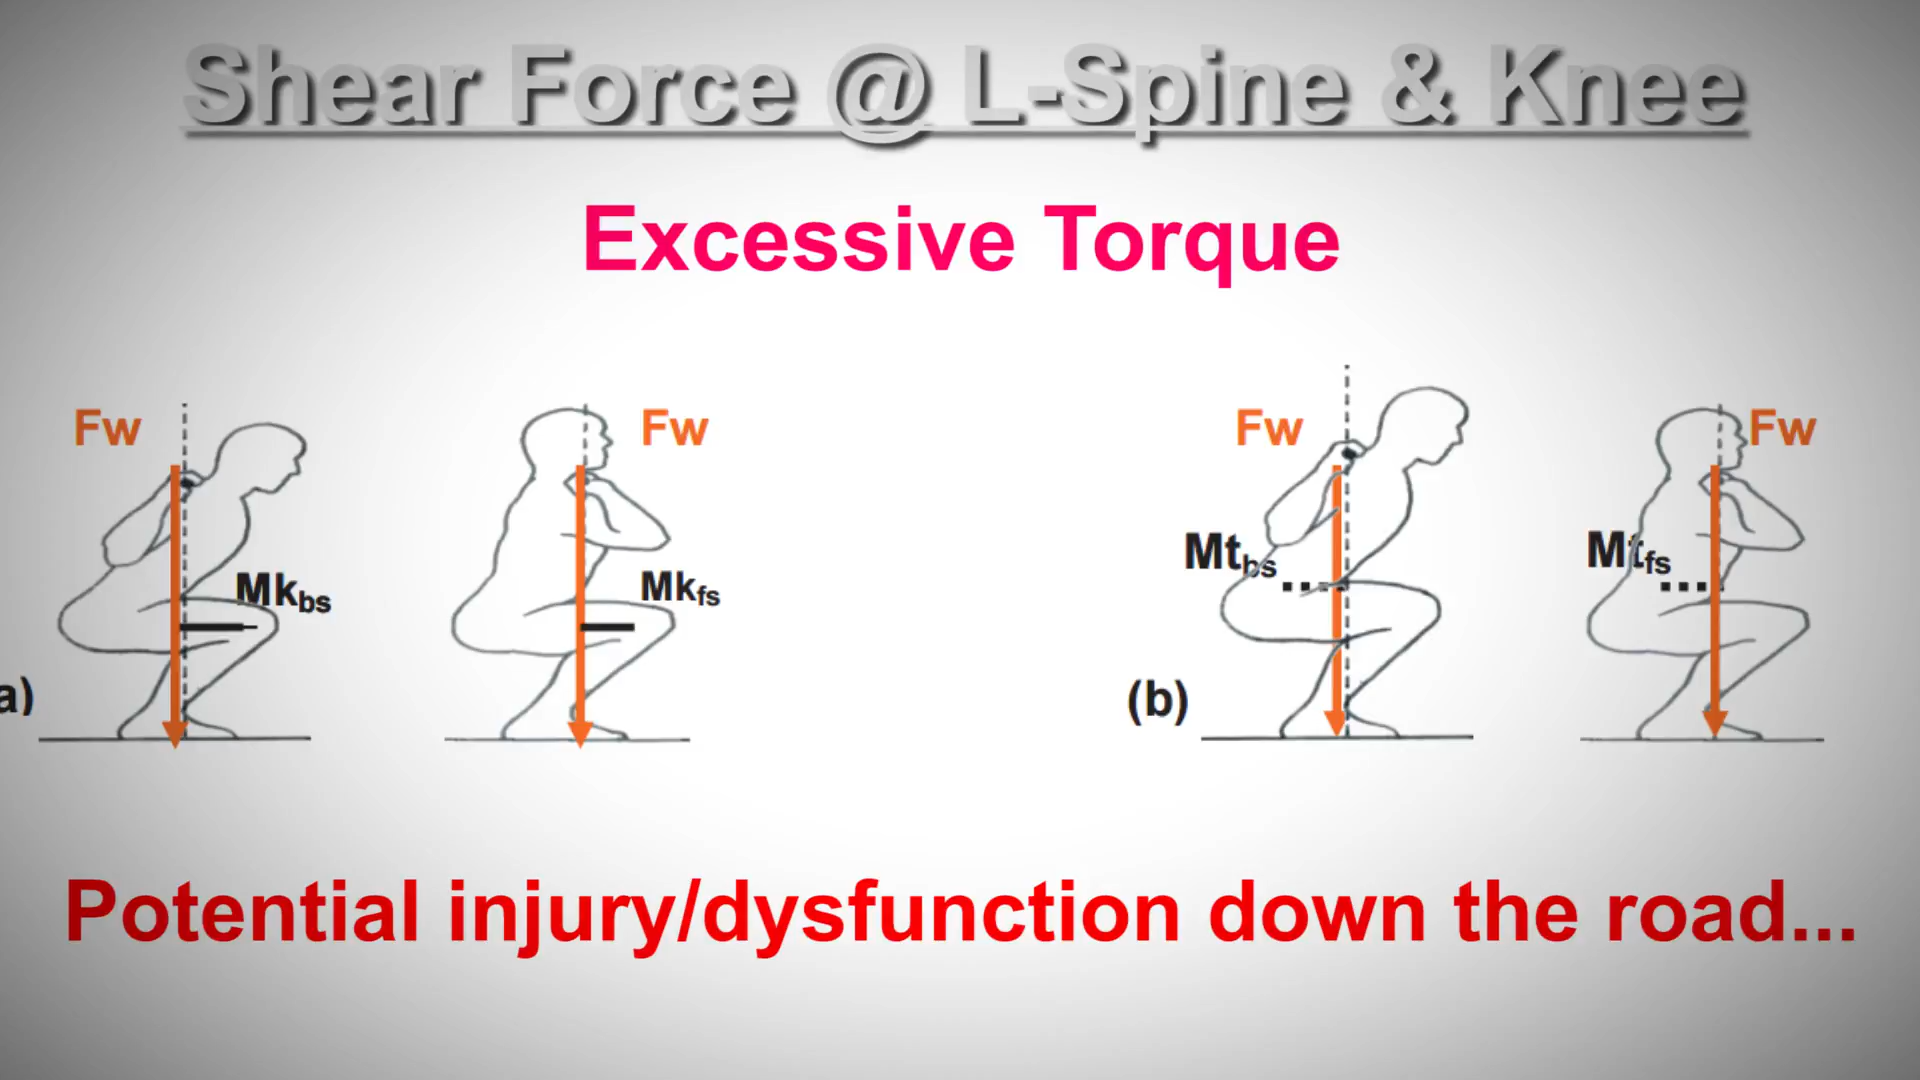 Shear Force @ L-Spine & Knee
Excessive Torque
Fw
Fw
Fw
Fw
Mkbs
Mkfs
Mtbs
Mtfs
a)
(b)
Potential injury/dysfunction down the road...